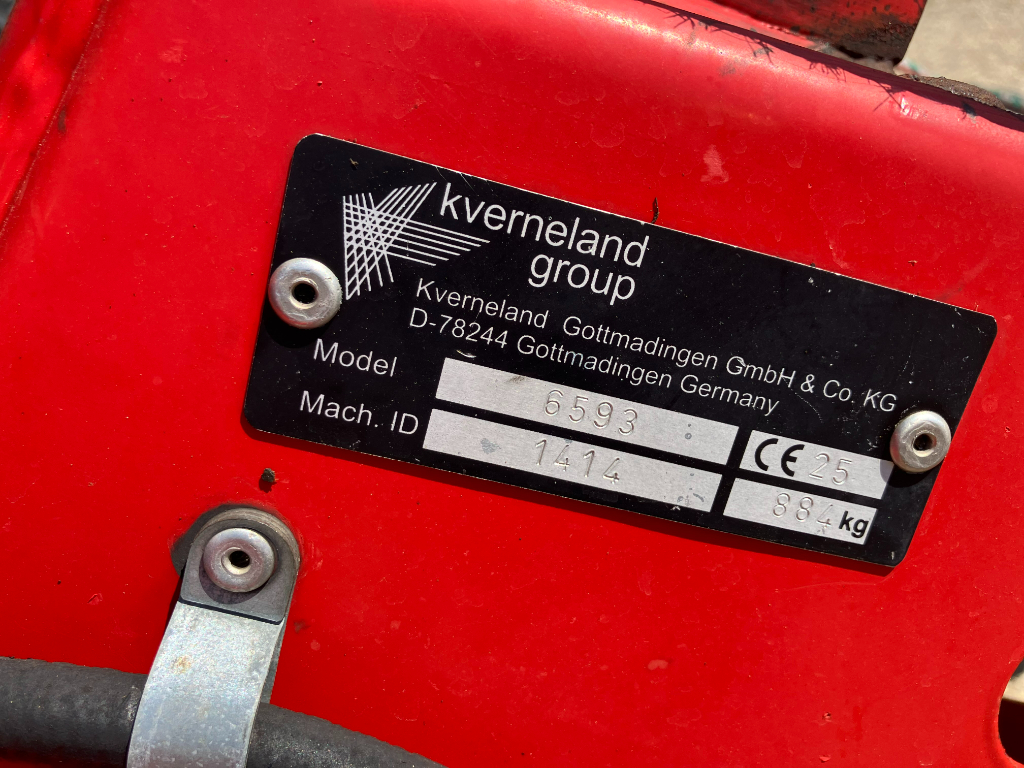 kverneland
group
Kverneland Gottmadingen GmbH & Co. KG
D-78244 Gottmadingen Germany
Model 6593 CE 25
Mach. ID 1414 884 kg